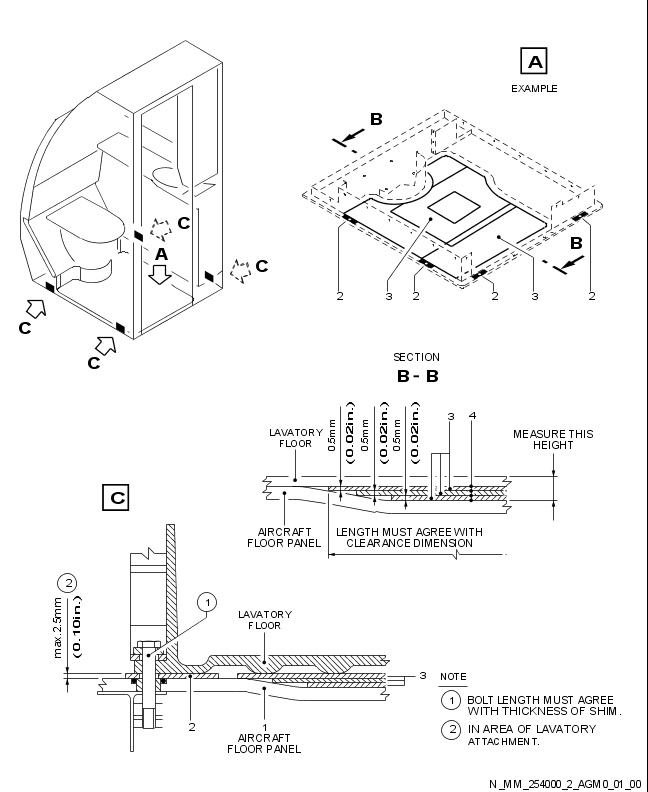 A
EXAMPLE
B
C
A
C
B
C
C
2
3
2
2
3
2
SECTION
B - B
0.5mm
(0.02in.)
0.5mm
(0.02in.)
0.5mm
(0.02in.)
3
4
LAVATORY
FLOOR
MEASURE THIS
HEIGHT
C
AIRCRAFT
FLOOR PANEL
LENGTH MUST AGREE WITH
CLEARANCE DIMENSION
2
max.2.5mm
(0.10in.)
1
LAVATORY
FLOOR
3
NOTE
1 BOLT LENGTH MUST AGREE
WITH THICKNESS OF SHIM.
2 IN AREA OF LAVATORY
ATTACHMENT.
2
1
AIRCRAFT
FLOOR PANEL
N_MM_254000_2_AGM0_01_00